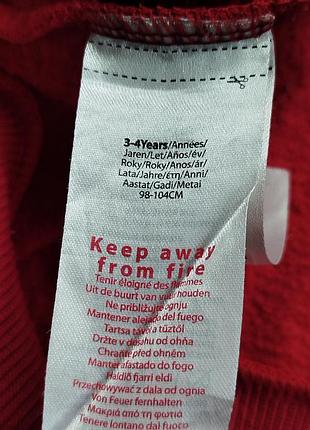 3-4Years/Années/
Jaren/Let/Años/év/
Roky/Roky/Anos/ár/
Lata/Jahre/έτη/Anni/
Aastat/Gadi/Metai
98-104CM
Keep away
from fire
Tenir éloigné des flammes
Uit de buurt van vuur houden
Ne približujte ognju
Mantener alejado del fuego
Tartsa távol a tűztől
Držte v dosahu od ohňa
Chraňte před ohněm
Manter afastado do fogo
Haldið fjarri eldi
Przechowywać z dala od ognia
Von Feuer fernhalten
Μακριά από τη φωτιά
Tenere lontano dal fuoco